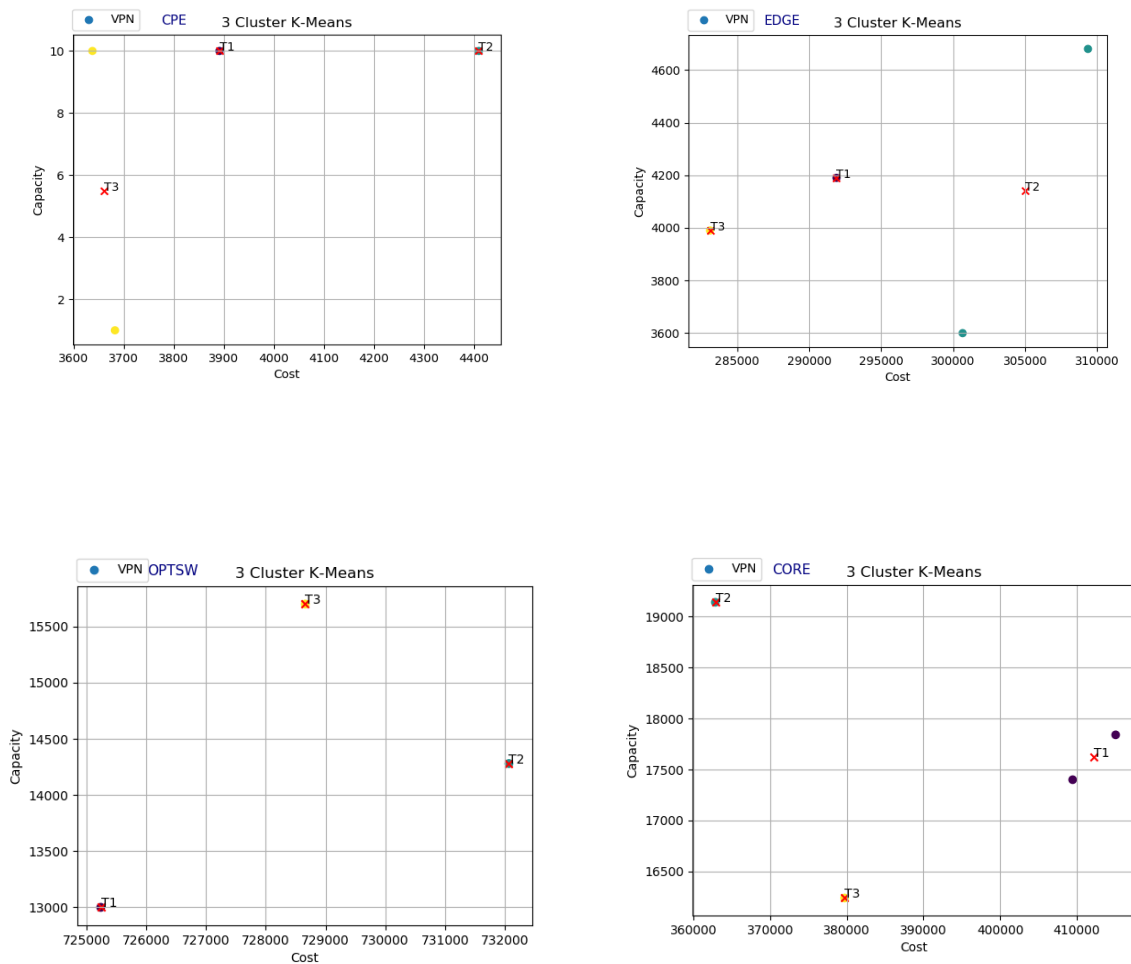 VPN CPE 3 Cluster K-Means
10
8
6
4
2
Capacity
T1
T2
T3
3600 3700 3800 3900 4000 4100 4200 4300 4400
Cost
VPN EDGE 3 Cluster K-Means
4600
4400
4200
4000
3800
3600
Capacity
T1
T2
T3
285000 290000 295000 300000 305000 310000
Cost
VPN OPTSW 3 Cluster K-Means
15500
15000
14500
14000
13500
13000
Capacity
T3
T2
T1
725000 726000 727000 728000 729000 730000 731000 732000
Cost
VPN CORE 3 Cluster K-Means
19000
18500
18000
17500
17000
16500
Capacity
T2
T1
T3
360000 370000 380000 390000 400000 410000
Cost